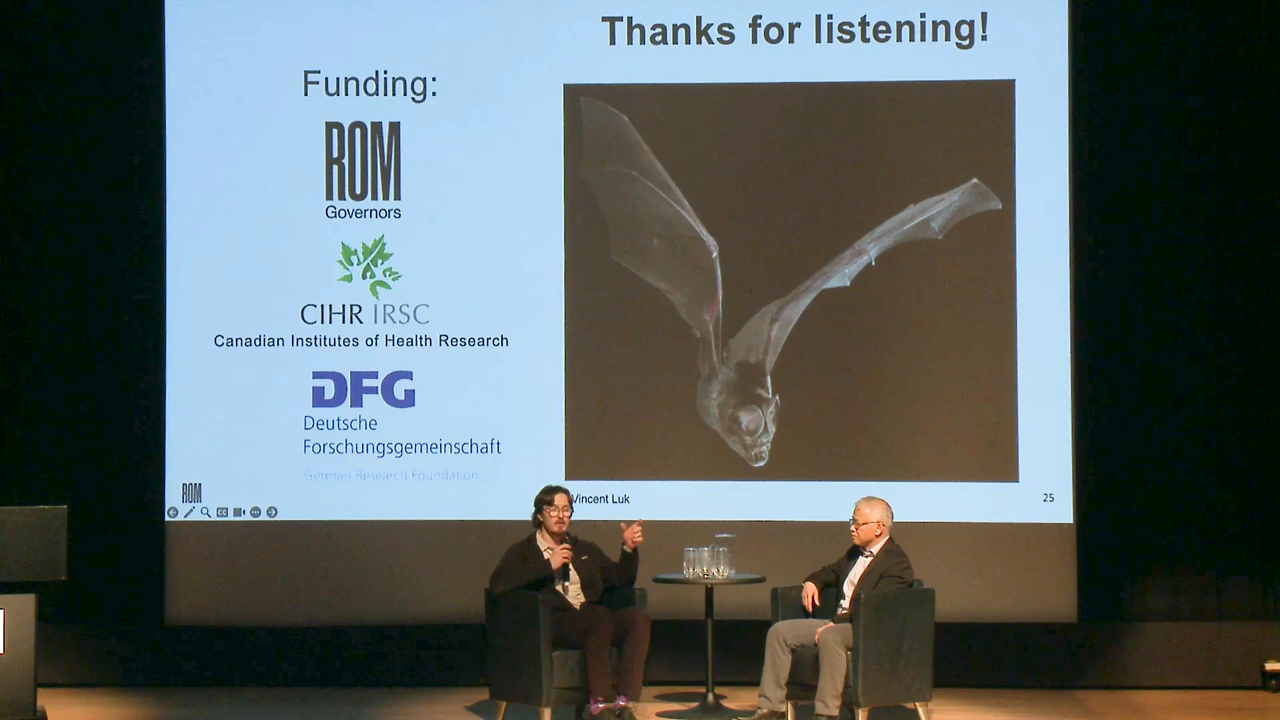 Thanks for listening!
Funding:
ROM
Governors
CIHR IRSC
Canadian Institutes of Health Research
DFG
Deutsche
Forschungsgemeinschaft
German Research Foundation
ROM
Vincent Luk
25